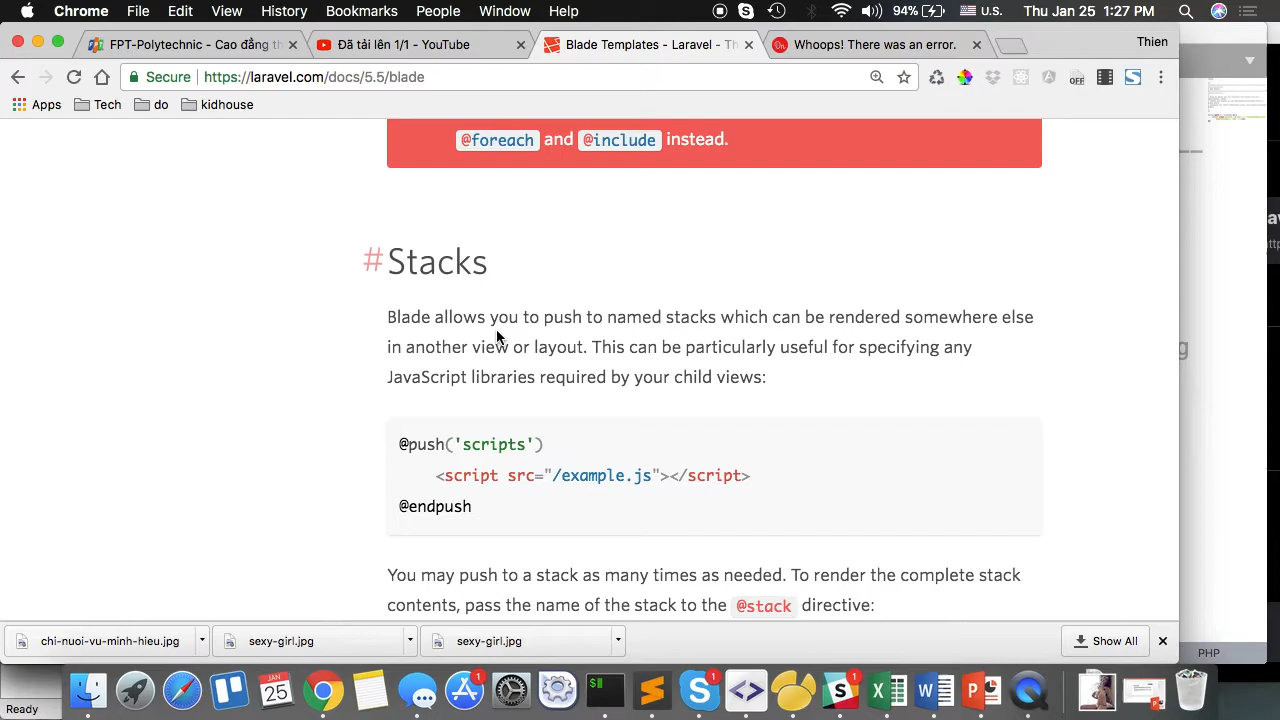 Chrome File Edit View History Bookmarks People Window Help 94% U.S. Thu Jan 25 1:27 PM
FPT-Polytechnic - Cao đẳng th
Đã tải lên 1/1 - YouTube
Blade Templates - Laravel - Th
Whoops! There was an error.
Thien
Secure https://laravel.com/docs/5.5/blade
OFF
Apps Tech do kidhouse
@foreach and @include instead.
# Stacks
Blade allows you to push to named stacks which can be rendered somewhere else
in another view or layout. This can be particularly useful for specifying any
JavaScript libraries required by your child views:
@push('scripts')
<script src="/example.js"></script>
@endpush
You may push to a stack as many times as needed. To render the complete stack
contents, pass the name of the stack to the @stack directive:
chi-nuoi-vu-minh-hieu.jpg
sexy-girl.jpg
sexy-girl.jpg
Show All
PHP
JAN
25
1
1
1
Ready